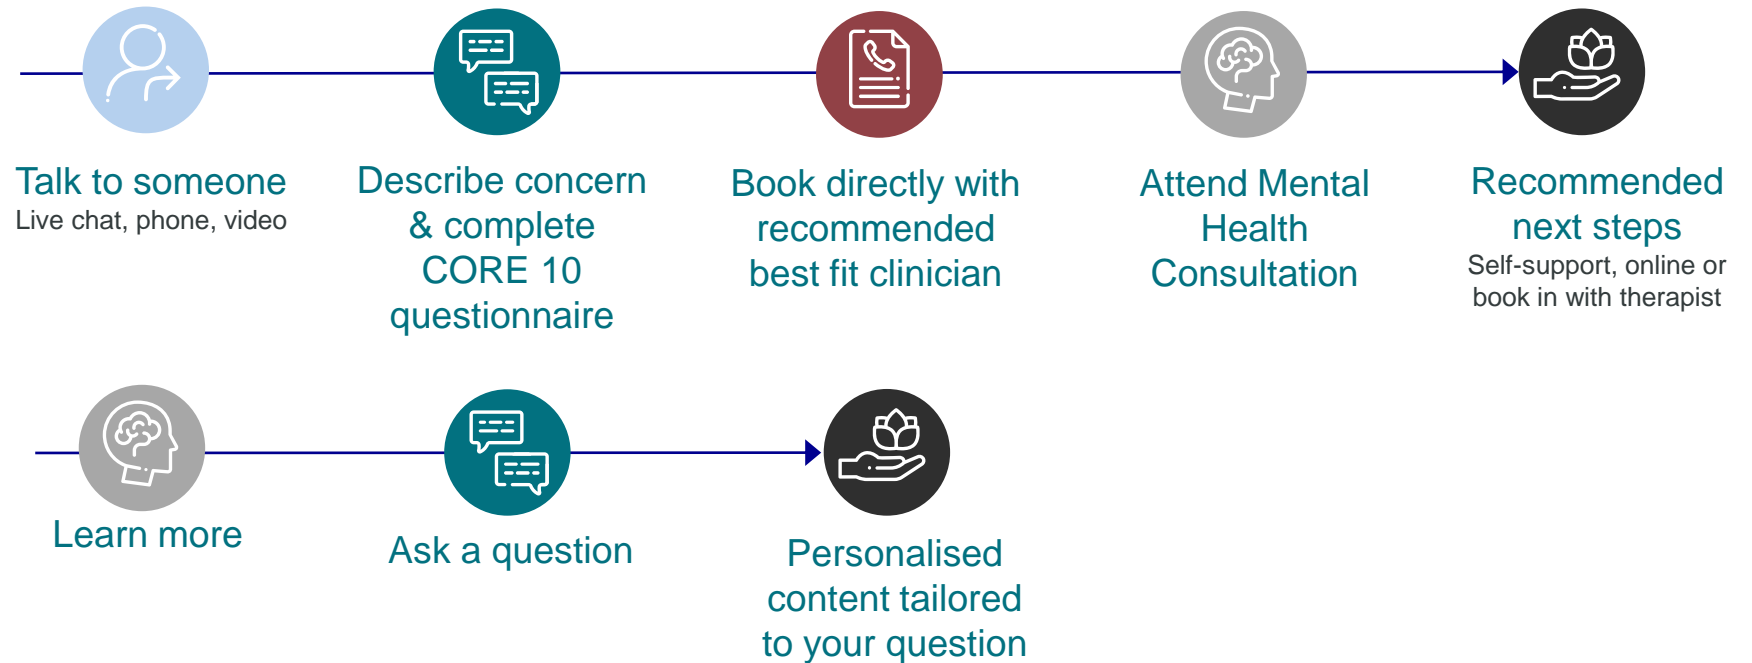 Talk to someone
Live chat, phone, video
Describe concern
& complete
CORE 10
questionnaire
Book directly with
recommended
best fit clinician
Attend Mental
Health
Consultation
Recommended
next steps
Self-support, online or
book in with therapist
Learn more
Ask a question
Personalised
content tailored
to your question